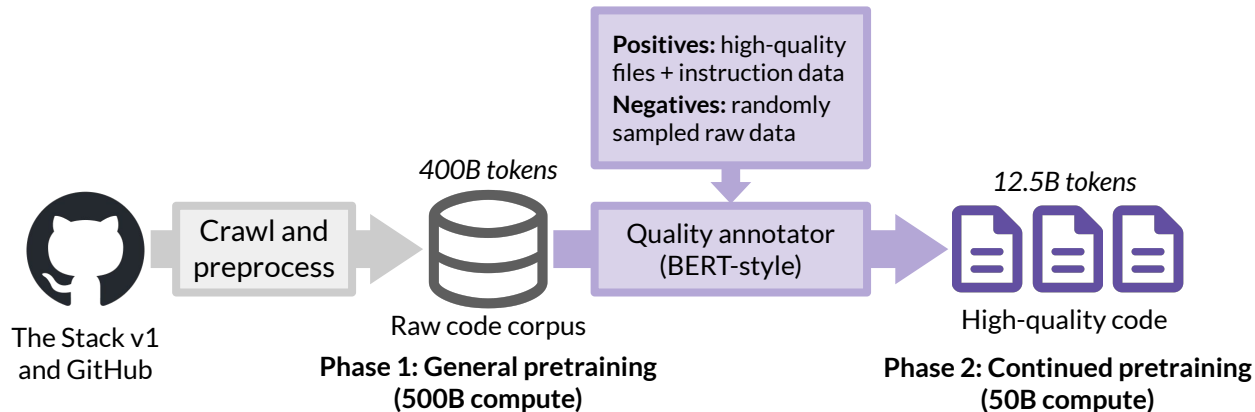 Positives: high-quality
files + instruction data
Negatives: randomly
sampled raw data
400B tokens
12.5B tokens
Crawl and
preprocess
Quality annotator
(BERT-style)
The Stack v1
and GitHub
Raw code corpus
High-quality code
Phase 1: General pretraining
(500B compute)
Phase 2: Continued pretraining
(50B compute)